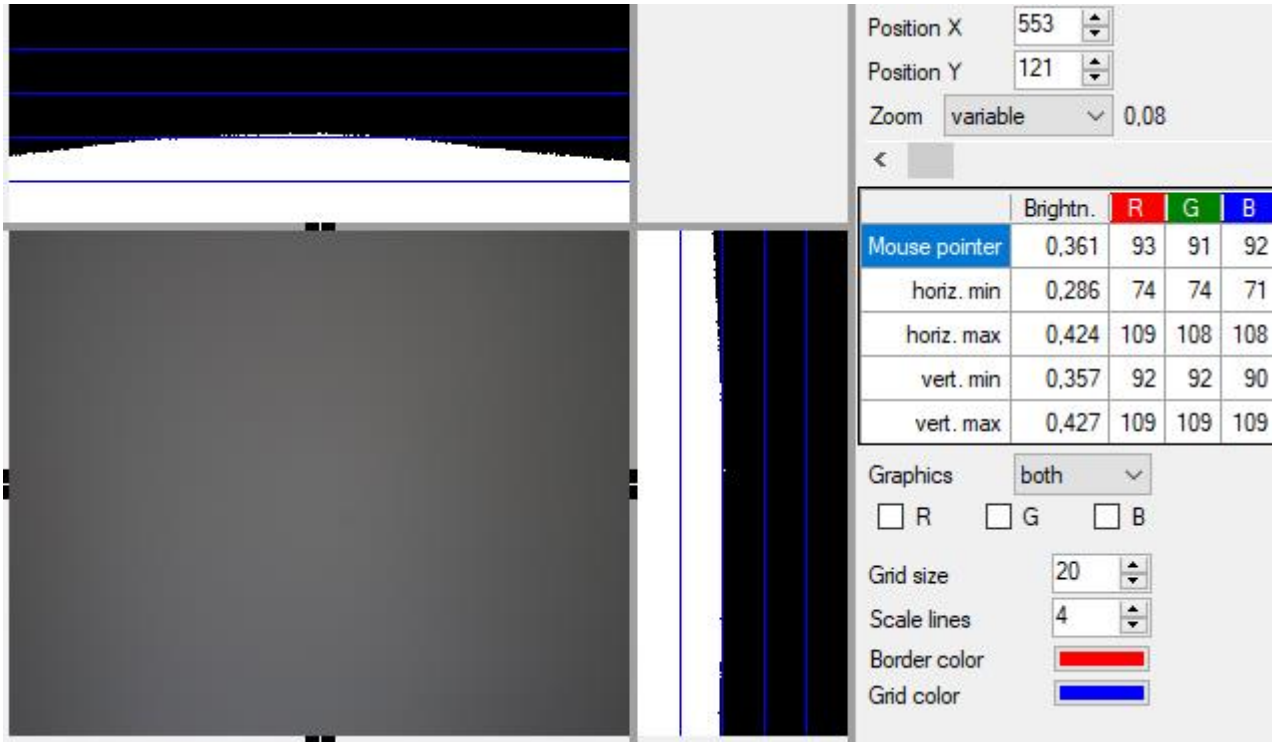 Position X 553
Position Y 121
Zoom variable 0,08
<
Brightn. R G B
Mouse pointer 0,361 93 91 92
horiz. min 0,286 74 74 71
horiz. max 0,424 109 108 108
vert. min 0,357 92 92 90
vert. max 0,427 109 109 109
Graphics both
R G B
Grid size 20
Scale lines 4
Border color
Grid color